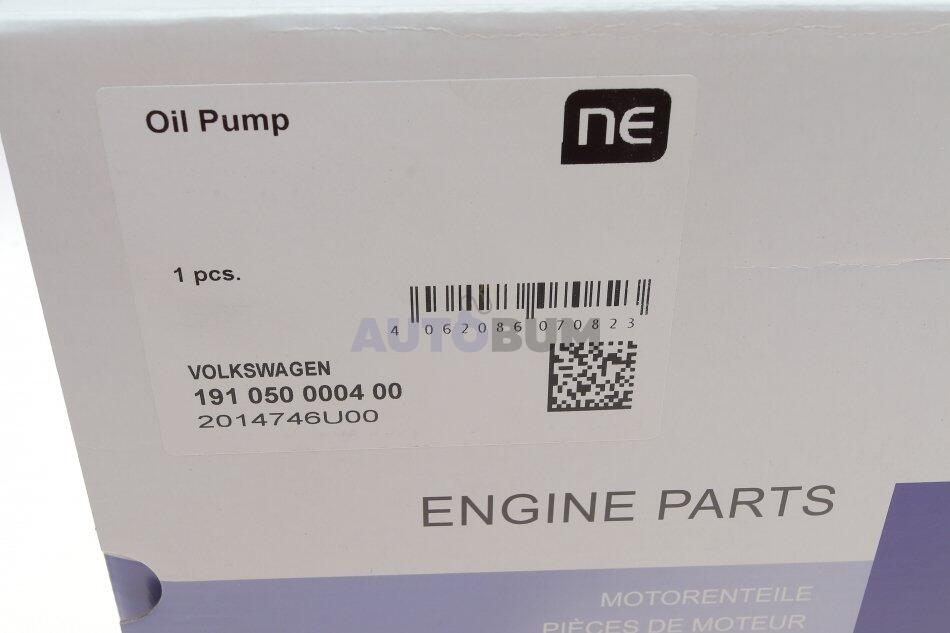 Oil Pump
NE
1 pcs.
4 062086 070823
AUTOBUM
VOLKSWAGEN
191 050 0004 00
2014746U00
ENGINE PARTS
MOTORENTEILE
PIÈCES DE MOTEUR